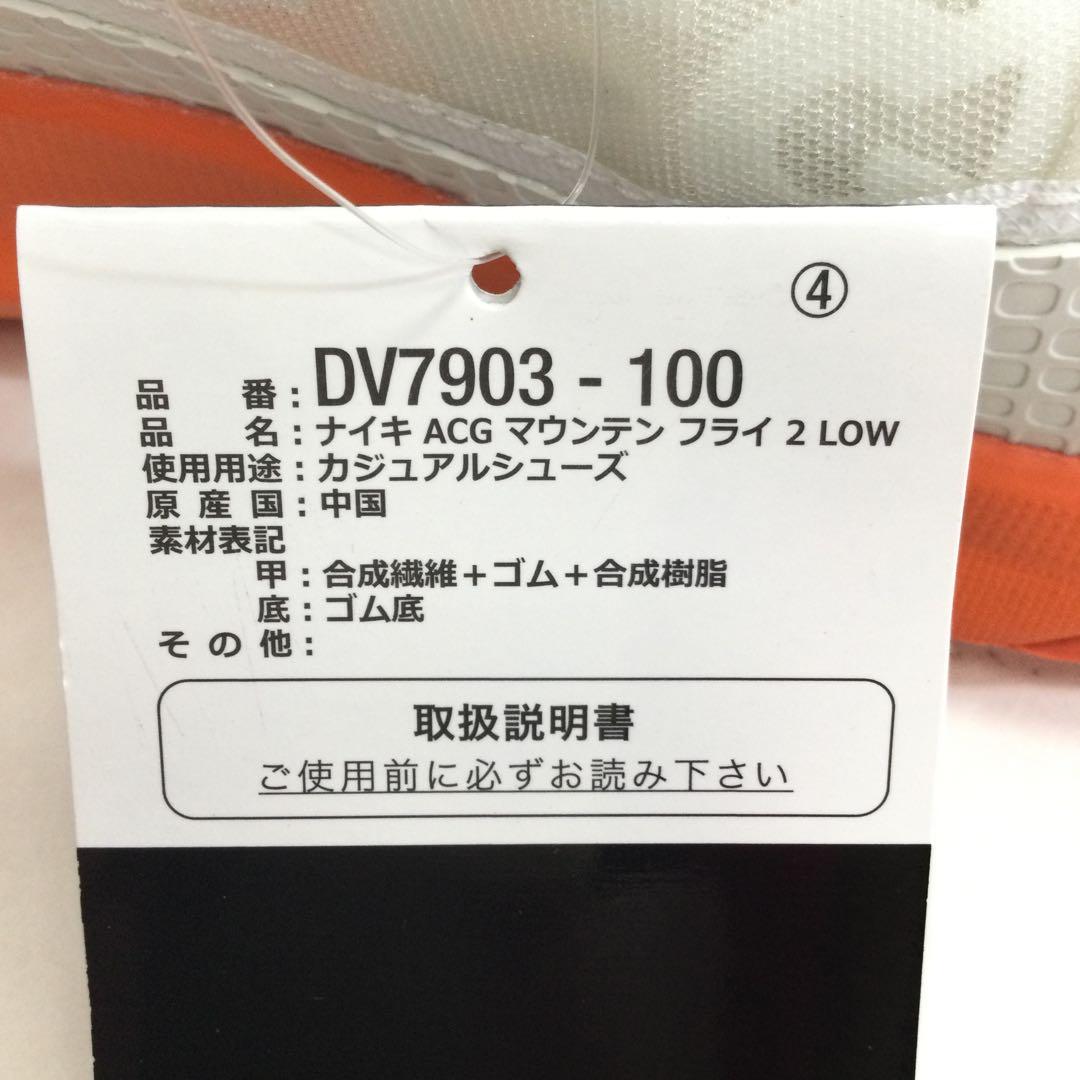 ④
品番：DV7903 - 100
品名：ナイキ ACG マウンテン フライ 2 LOW
使用用途：カジュアルシューズ
原産国：中国
素材表記
甲：合成繊維＋ゴム＋合成樹脂
底：ゴム底
その他：
取扱説明書
ご使用前に必ずお読み下さい